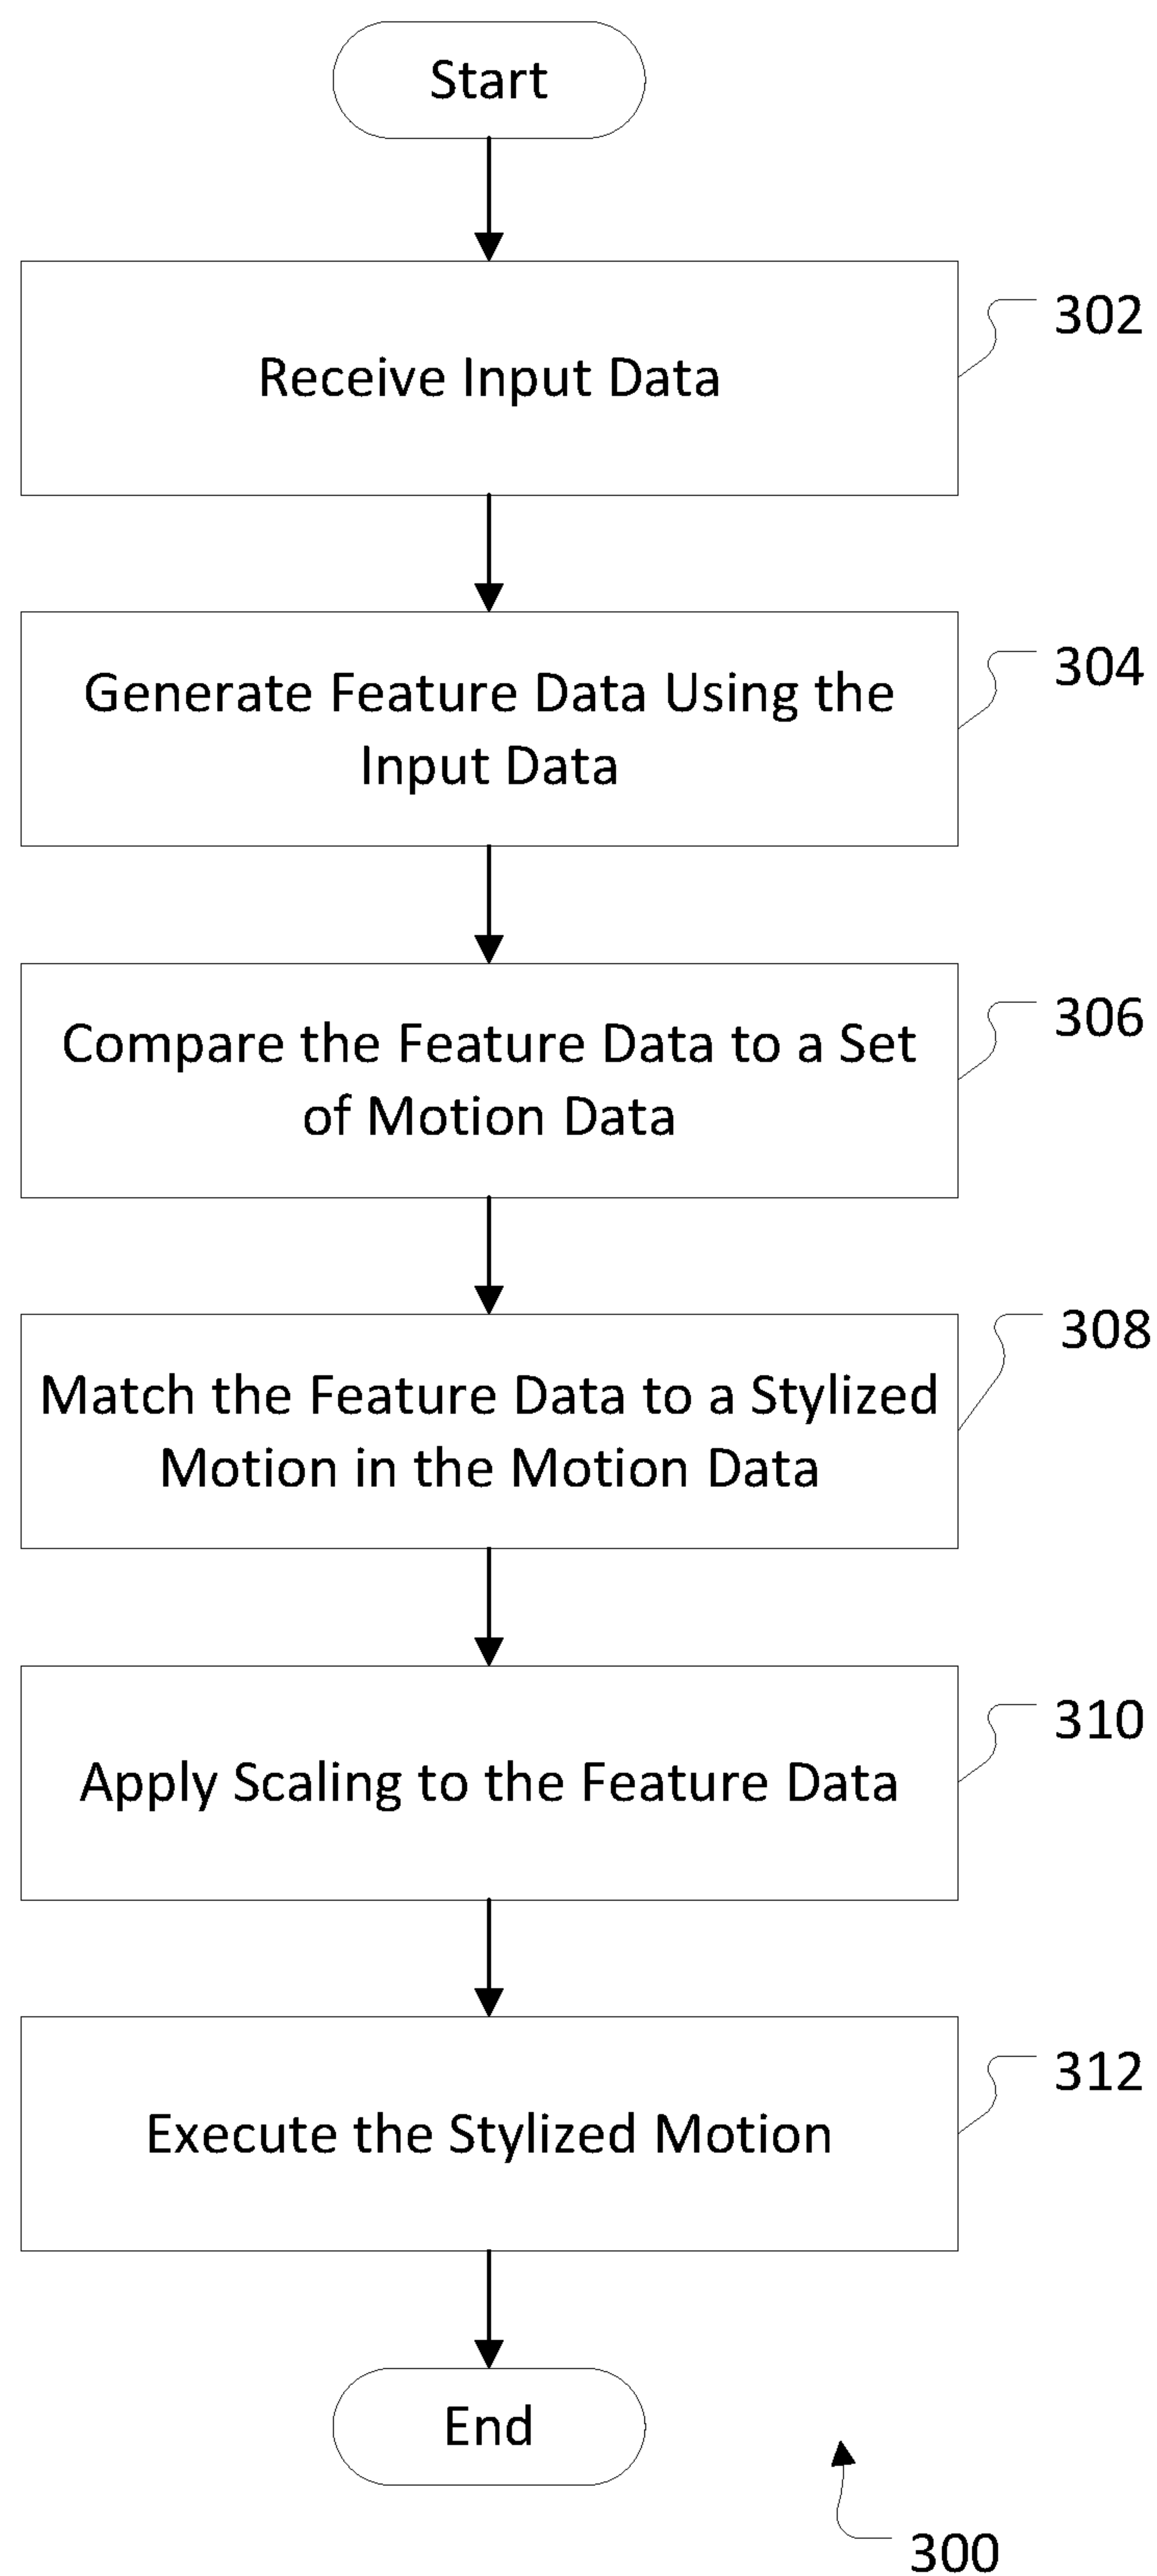 Start
Receive Input Data
302
Generate Feature Data Using the
Input Data
304
Compare the Feature Data to a Set
of Motion Data
306
Match the Feature Data to a Stylized
Motion in the Motion Data
308
Apply Scaling to the Feature Data
310
Execute the Stylized Motion
312
End
300